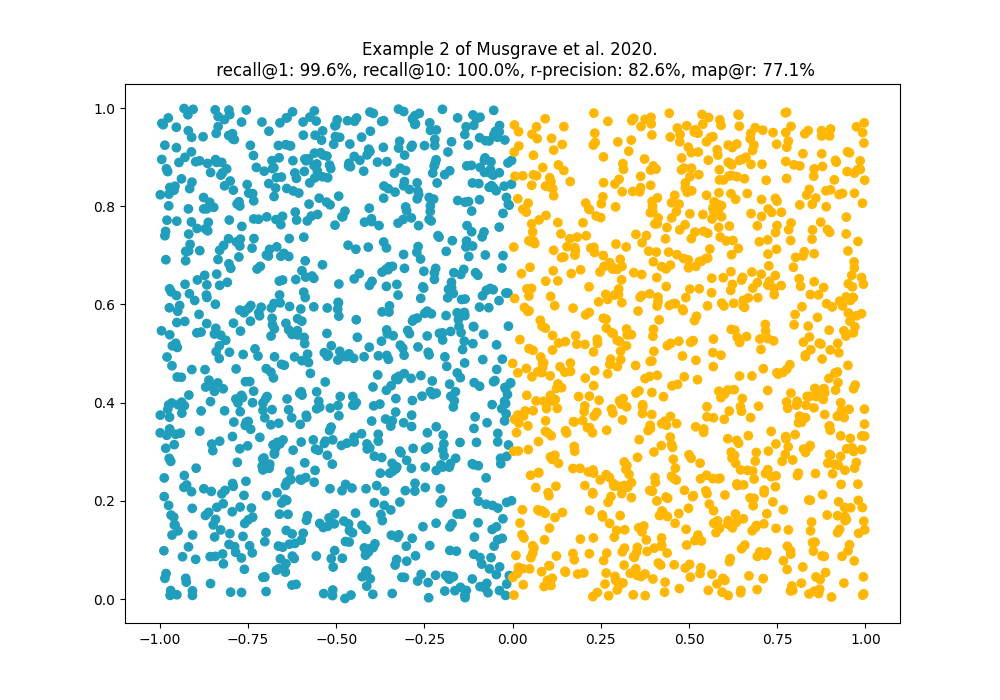 Example 2 of Musgrave et al. 2020.
recall@1: 99.6%, recall@10: 100.0%, r-precision: 82.6%, map@r: 77.1%
1.0
0.8
0.6
0.4
0.2
0.0
−1.00 −0.75 −0.50 −0.25 0.00 0.25 0.50 0.75 1.00